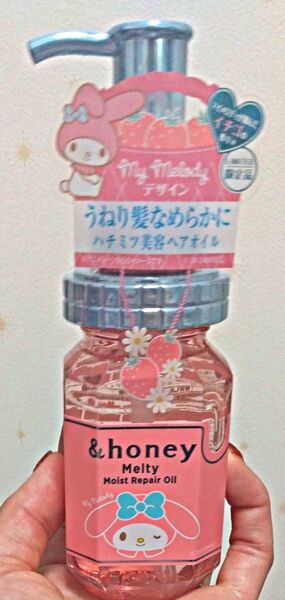 イチゴの
LIMITED
限定品
My Melody
デザイン
うねり髪なめらかに
ハチミツ美容ヘアオイル
&honey
Melty
Moist Repair Oil
My Melody